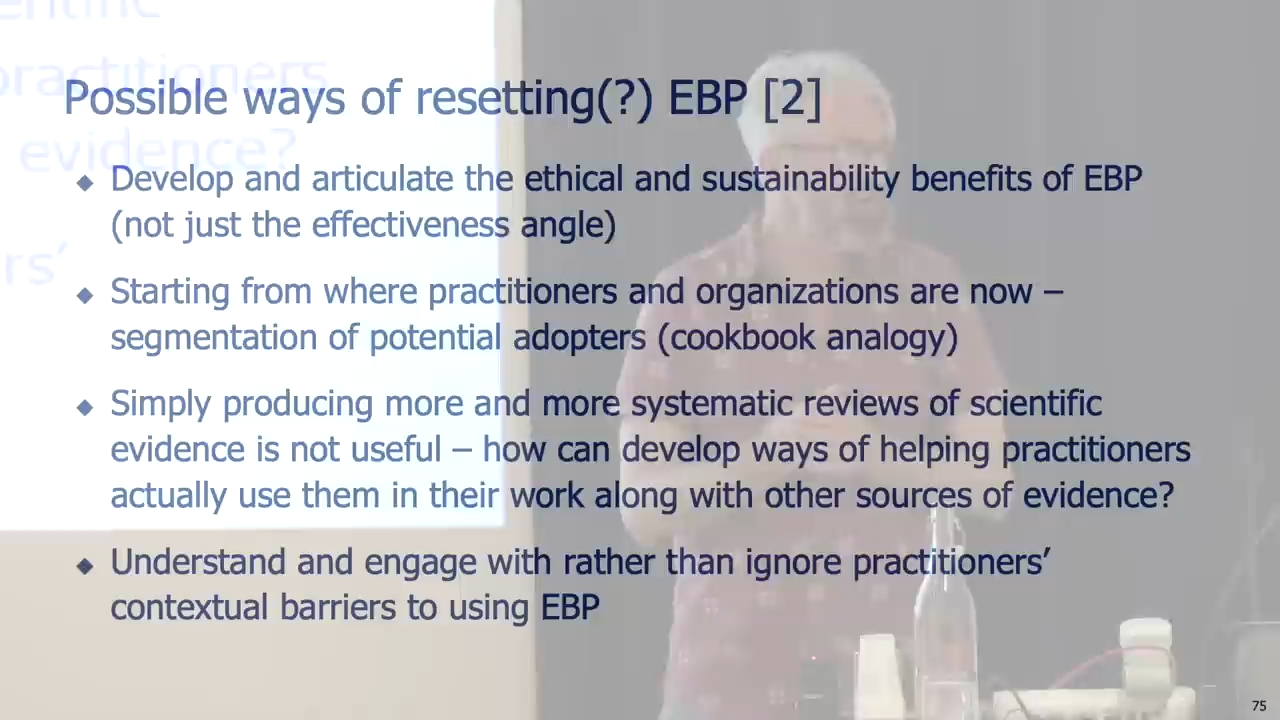 entific
practitioners
evidence?
rs’
Possible ways of resetting(?) EBP [2]
◆ Develop and articulate the ethical and sustainability benefits of EBP
(not just the effectiveness angle)
◆ Starting from where practitioners and organizations are now –
segmentation of potential adopters (cookbook analogy)
◆ Simply producing more and more systematic reviews of scientific
evidence is not useful – how can develop ways of helping practitioners
actually use them in their work along with other sources of evidence?
◆ Understand and engage with rather than ignore practitioners’
contextual barriers to using EBP
75